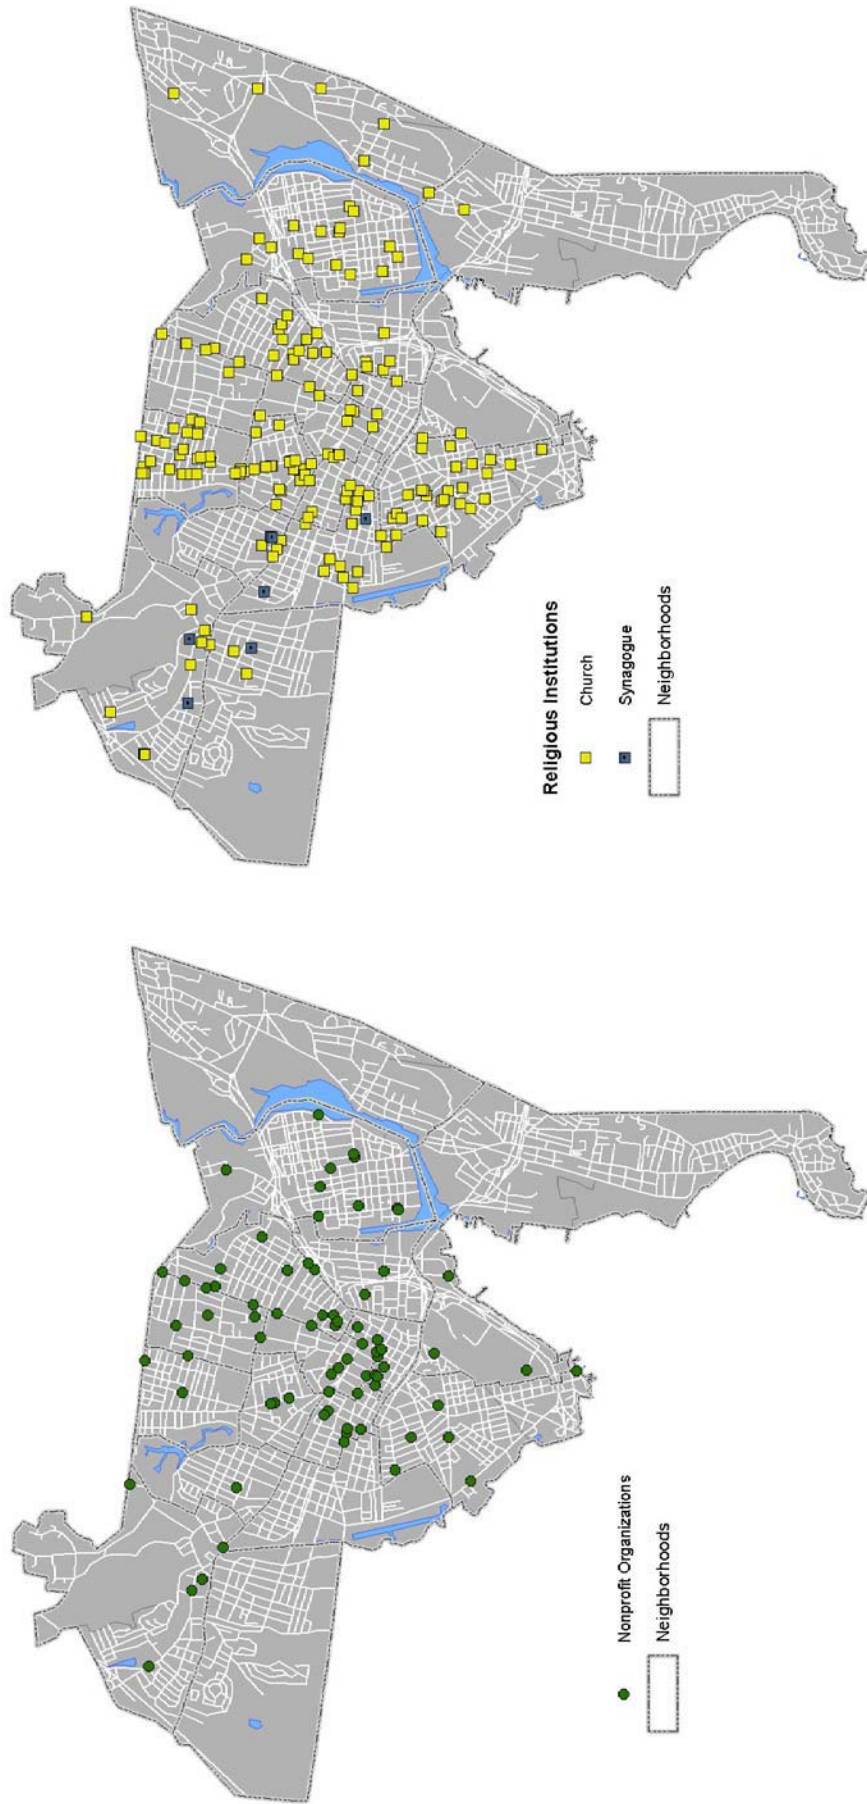 Religious Institutions
Church
Synagogue
Neighborhoods
Nonprofit Organizations
Neighborhoods